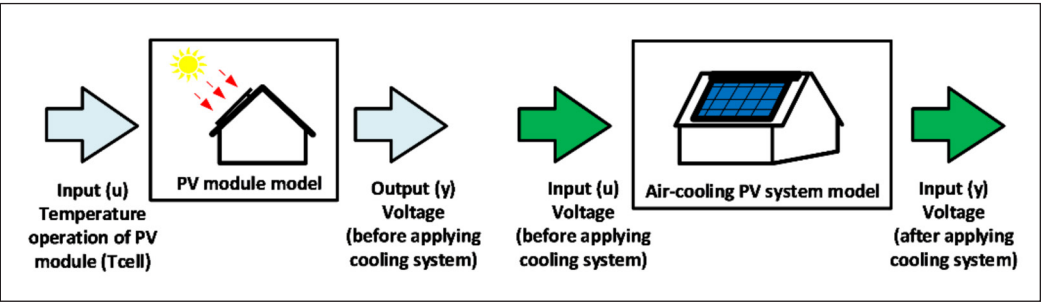 PV module model
Input (u)
Temperature
operation of PV
module (Tcell)
Output (y)
Voltage
(before applying
cooling system)
Input (u)
Voltage
(before applying
cooling system)
Air-cooling PV system model
Input (y)
Voltage
(after applying
cooling system)